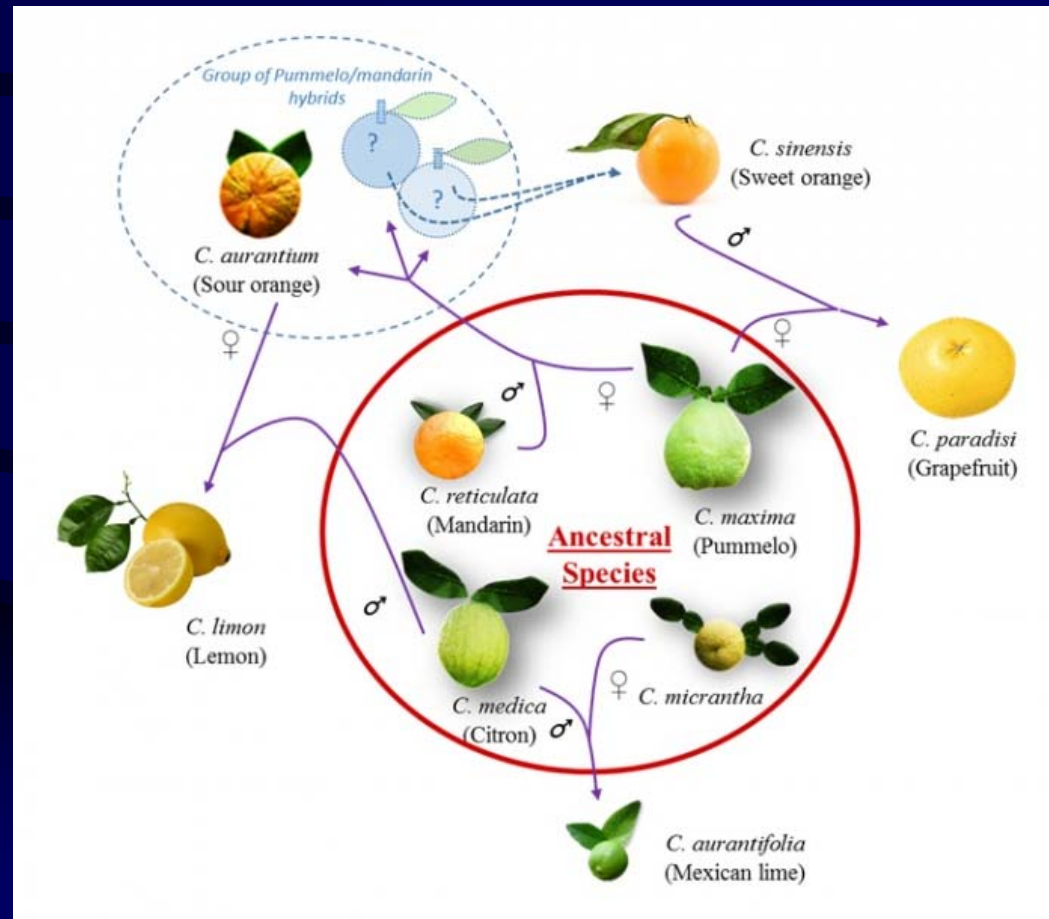 Group of Pummelo/mandarin
hybrids
?
?
C. sinensis
(Sweet orange)
♂
C. aurantium
(Sour orange)
♀
♀
♂
♀
C. paradisi
(Grapefruit)
C. reticulata
(Mandarin)
C. maxima
(Pummelo)
Ancestral
Species
♂
C. limon
(Lemon)
♀
C. micrantha
C. medica
(Citron)
♂
C. aurantifolia
(Mexican lime)